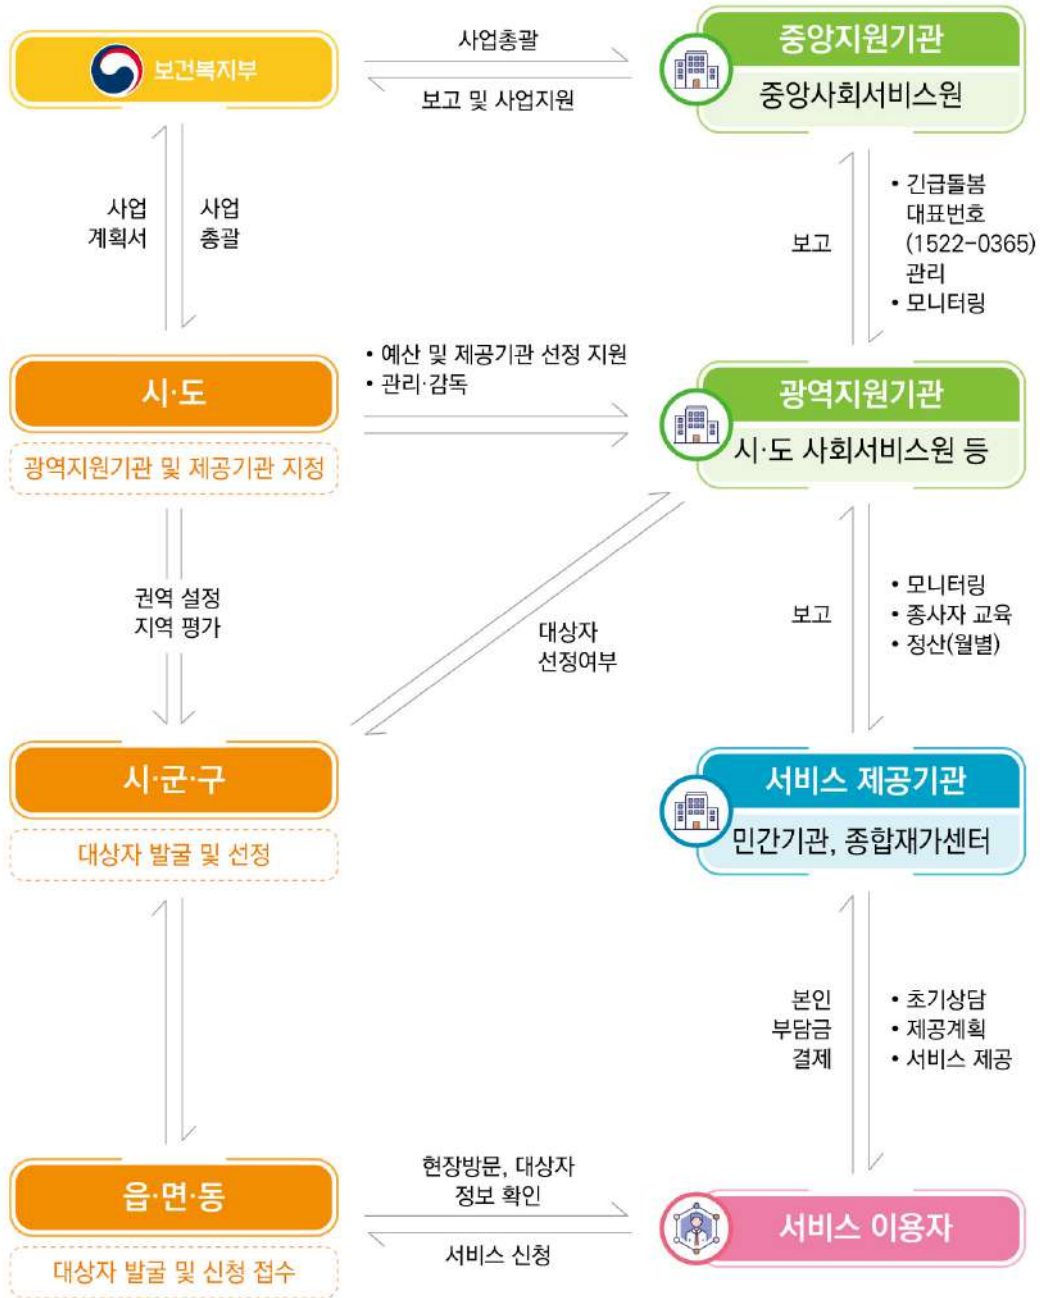 보건복지부
사업총괄
보고 및 사업지원
중앙지원기관
중앙사회서비스원
사업
계획서
사업
총괄
보고
• 긴급돌봄
대표번호
(1522-0365)
관리
• 모니터링
시·도
광역지원기관 및 제공기관 지정
• 예산 및 제공기관 선정 지원
• 관리·감독
광역지원기관
시·도 사회서비스원 등
권역 설정
지역 평가
대상자
선정여부
보고
• 모니터링
• 종사자 교육
• 정산(월별)
시·군·구
대상자 발굴 및 선정
서비스 제공기관
민간기관, 종합재가센터
본인
부담금
결제
• 초기상담
• 제공계획
• 서비스 제공
읍·면·동
대상자 발굴 및 신청 접수
현장방문, 대상자
정보 확인
서비스 신청
서비스 이용자